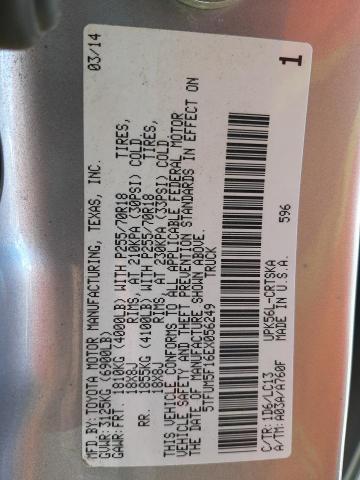 MFD. BY: TOYOTA MOTOR MANUFACTURING, TEXAS, INC. 03/14
GVWR: 3125KG (6900LB)
GAWR: FRT. 1810KG (4000LB) WITH P255/70R18 TIRES,
18X8J RIMS, AT 210KPA (30PSI) COLD
RR. 1855KG (4100LB) WITH P255/70R18 TIRES,
18X8J RIMS, AT 230KPA (33PSI) COLD
THIS VEHICLE CONFORMS TO ALL APPLICABLE FEDERAL MOTOR
VEHICLE SAFETY AND THEFT PREVENTION STANDARDS IN EFFECT ON
THE DATE OF MANUFACTURE SHOWN ABOVE.
5TFUM5F16EX056249 TRUCK
C/TR: 1D6/LC13 UPK56L-CRTSKA 596
A/TM: A03A/A760F MADE IN U.S.A. 1